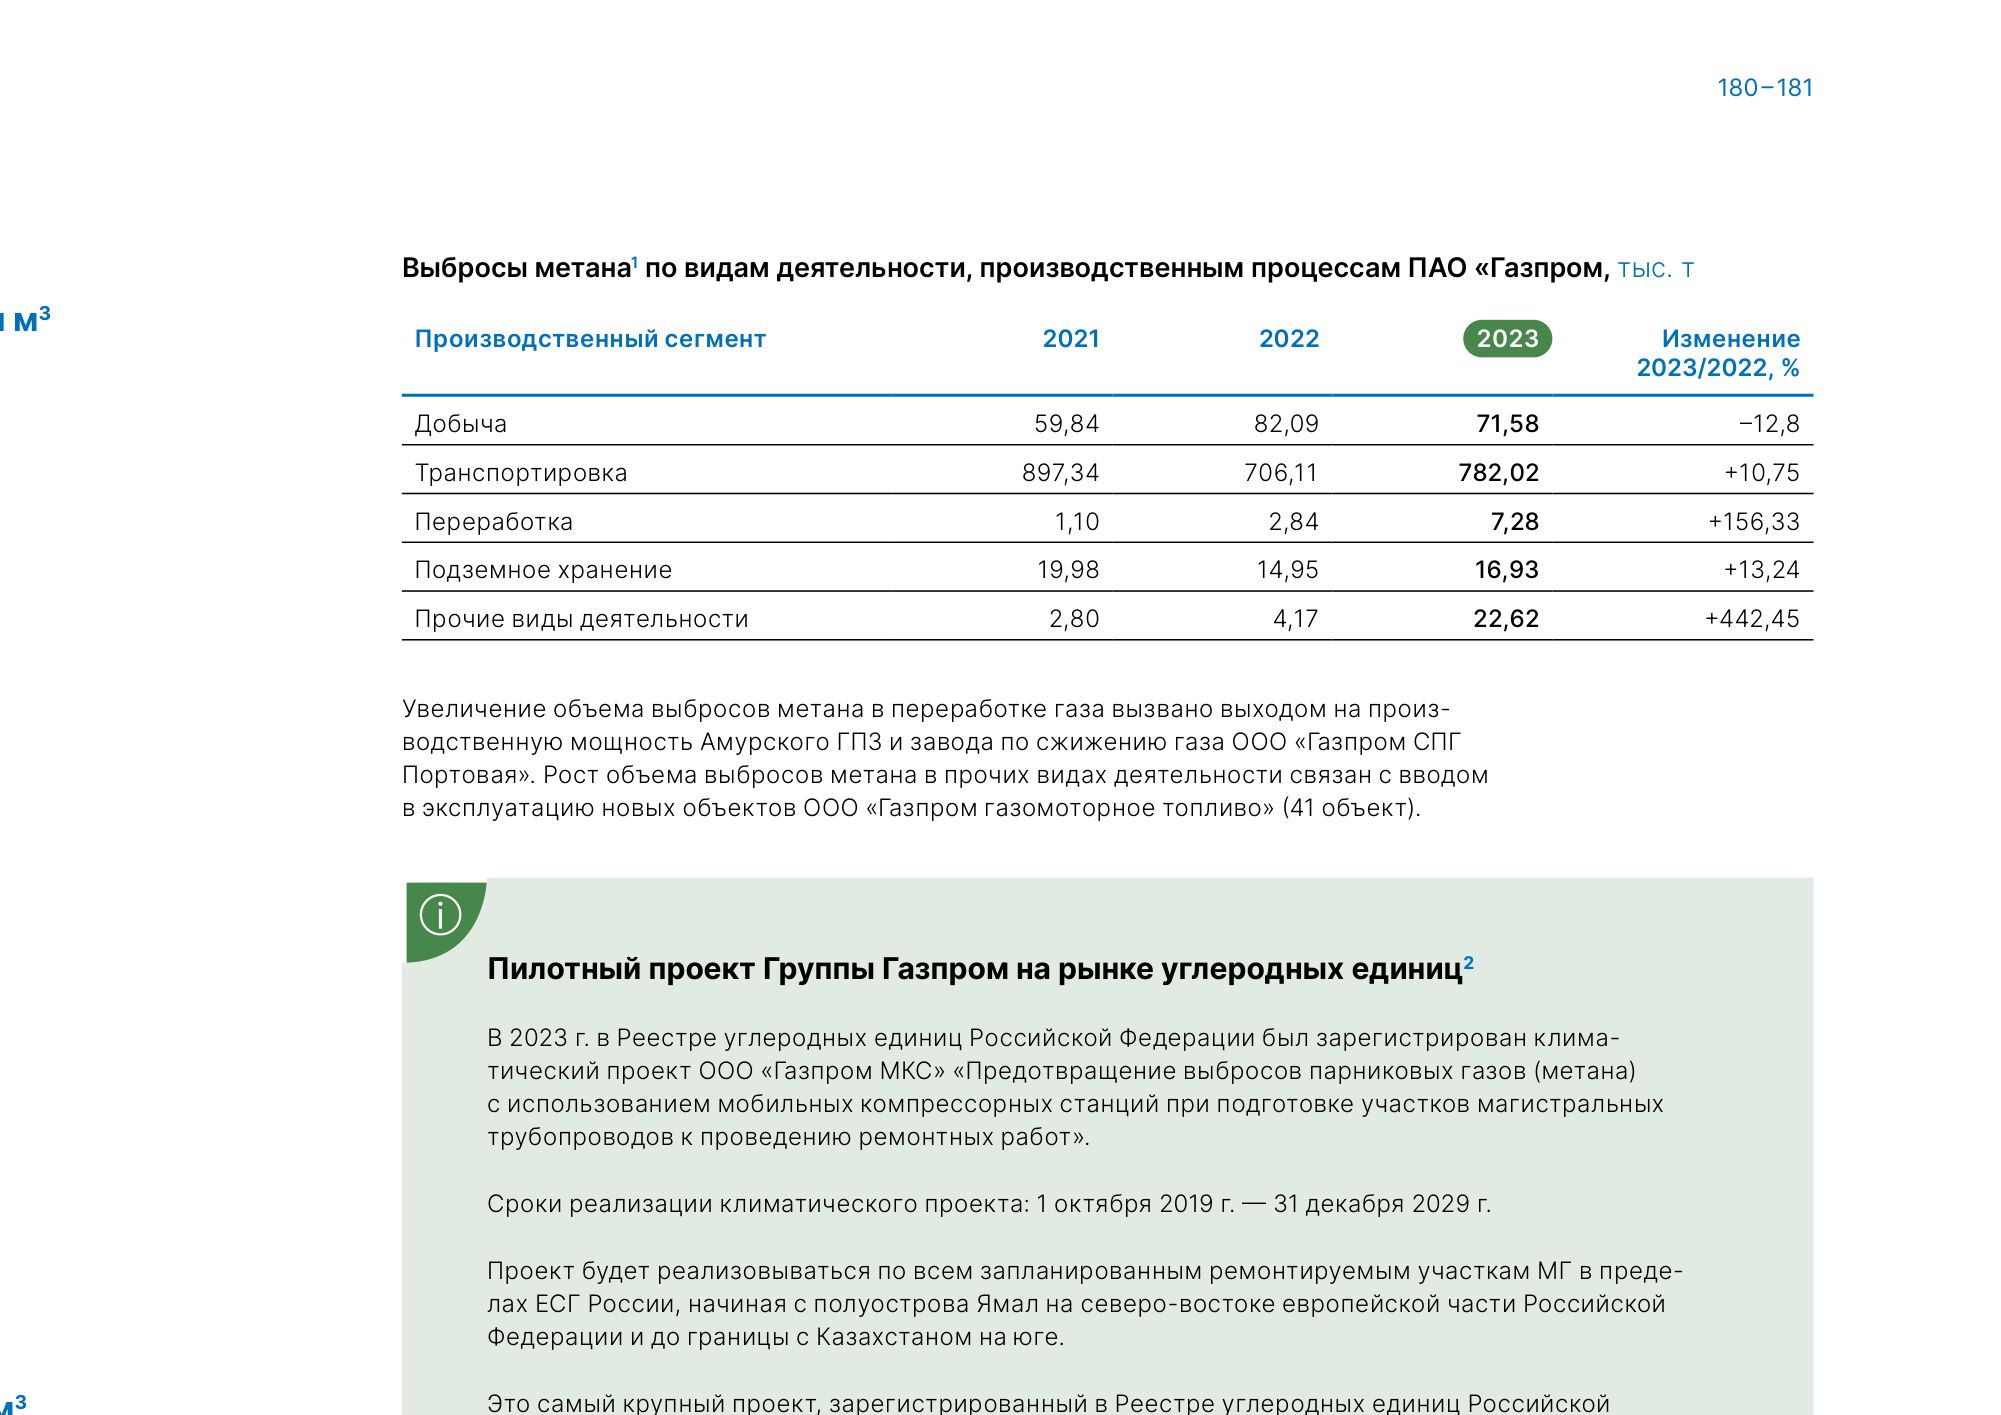 180–181
м³
Выбросы метана¹ по видам деятельности, производственным процессам ПАО «Газпром, тыс. т
Производственный сегмент 2021 2022 2023 Изменение
2023/2022, %
Добыча 59,84 82,09 71,58 –12,8
Транспортировка 897,34 706,11 782,02 +10,75
Переработка 1,10 2,84 7,28 +156,33
Подземное хранение 19,98 14,95 16,93 +13,24
Прочие виды деятельности 2,80 4,17 22,62 +442,45
Увеличение объема выбросов метана в переработке газа вызвано выходом на произ-
водственную мощность Амурского ГПЗ и завода по сжижению газа ООО «Газпром СПГ
Портовая». Рост объема выбросов метана в прочих видах деятельности связан с вводом
в эксплуатацию новых объектов ООО «Газпром газомоторное топливо» (41 объект).
Пилотный проект Группы Газпром на рынке углеродных единиц²
В 2023 г. в Реестре углеродных единиц Российской Федерации был зарегистрирован клима-
тический проект ООО «Газпром МКС» «Предотвращение выбросов парниковых газов (метана)
с использованием мобильных компрессорных станций при подготовке участков магистральных
трубопроводов к проведению ремонтных работ».
Сроки реализации климатического проекта: 1 октября 2019 г. — 31 декабря 2029 г.
Проект будет реализовываться по всем запланированным ремонтируемым участкам МГ в преде-
лах ЕСГ России, начиная с полуострова Ямал на северо-востоке европейской части Российской
Федерации и до границы с Казахстаном на юге.
Это самый крупный проект, зарегистрированный в Реестре углеродных единиц Российской
м³